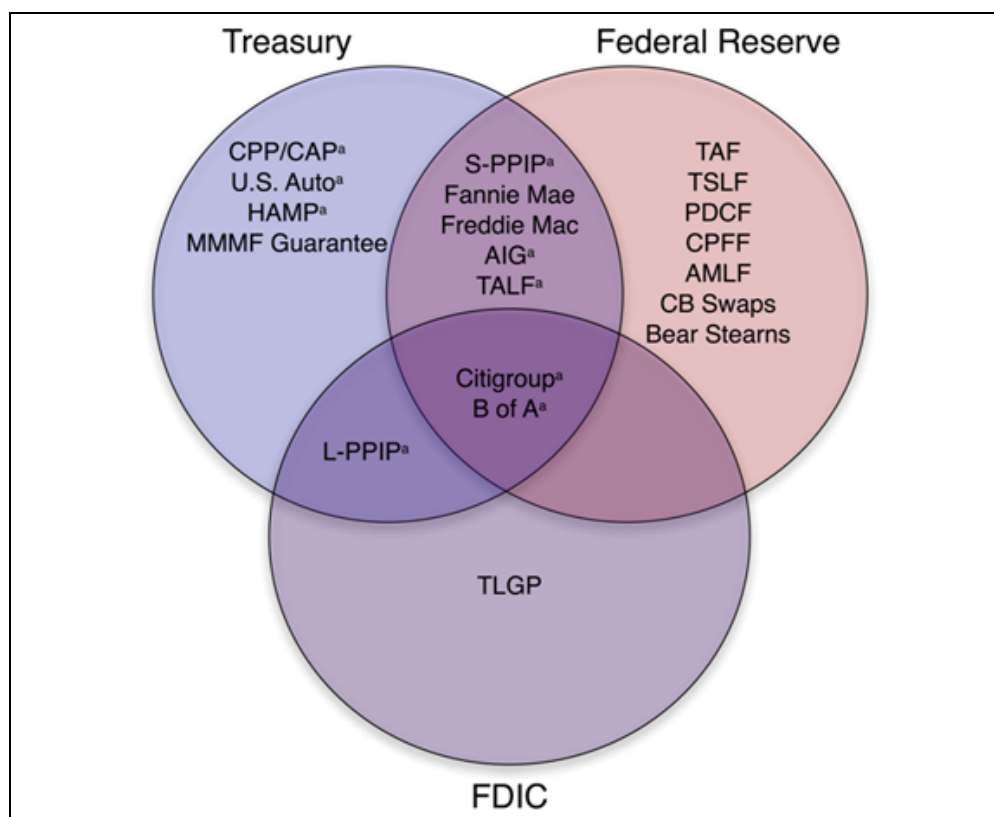 Treasury
Federal Reserve
CPP/CAPᵃ
U.S. Autoᵃ
HAMPᵃ
MMMF Guarantee
S-PPIPᵃ
Fannie Mae
Freddie Mac
AIGᵃ
TALFᵃ
TAF
TSLF
PDCF
CPFF
AMLF
CB Swaps
Bear Stearns
Citigroupᵃ
B of Aᵃ
L-PPIPᵃ
TLGP
FDIC